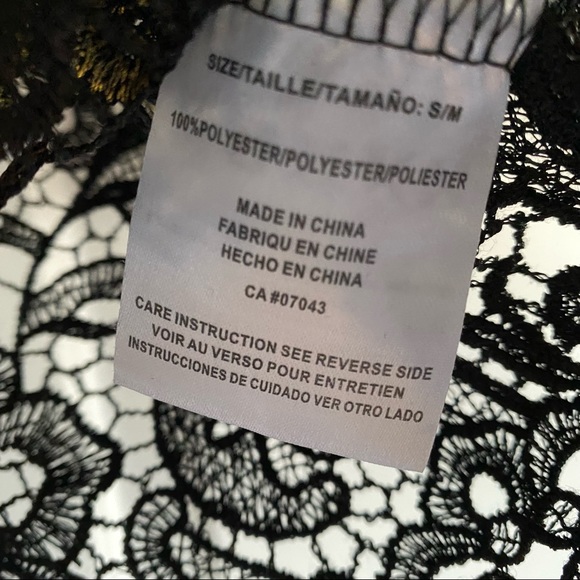 SIZE/TAILLE/TAMAÑO: S/M
100%POLYESTER/POLYESTER/POLIESTER
MADE IN CHINA
FABRIQU EN CHINE
HECHO EN CHINA
CA #07043
CARE INSTRUCTION SEE REVERSE SIDE
VOIR AU VERSO POUR ENTRETIEN
INSTRUCCIONES DE CUIDADO VER OTRO LADO